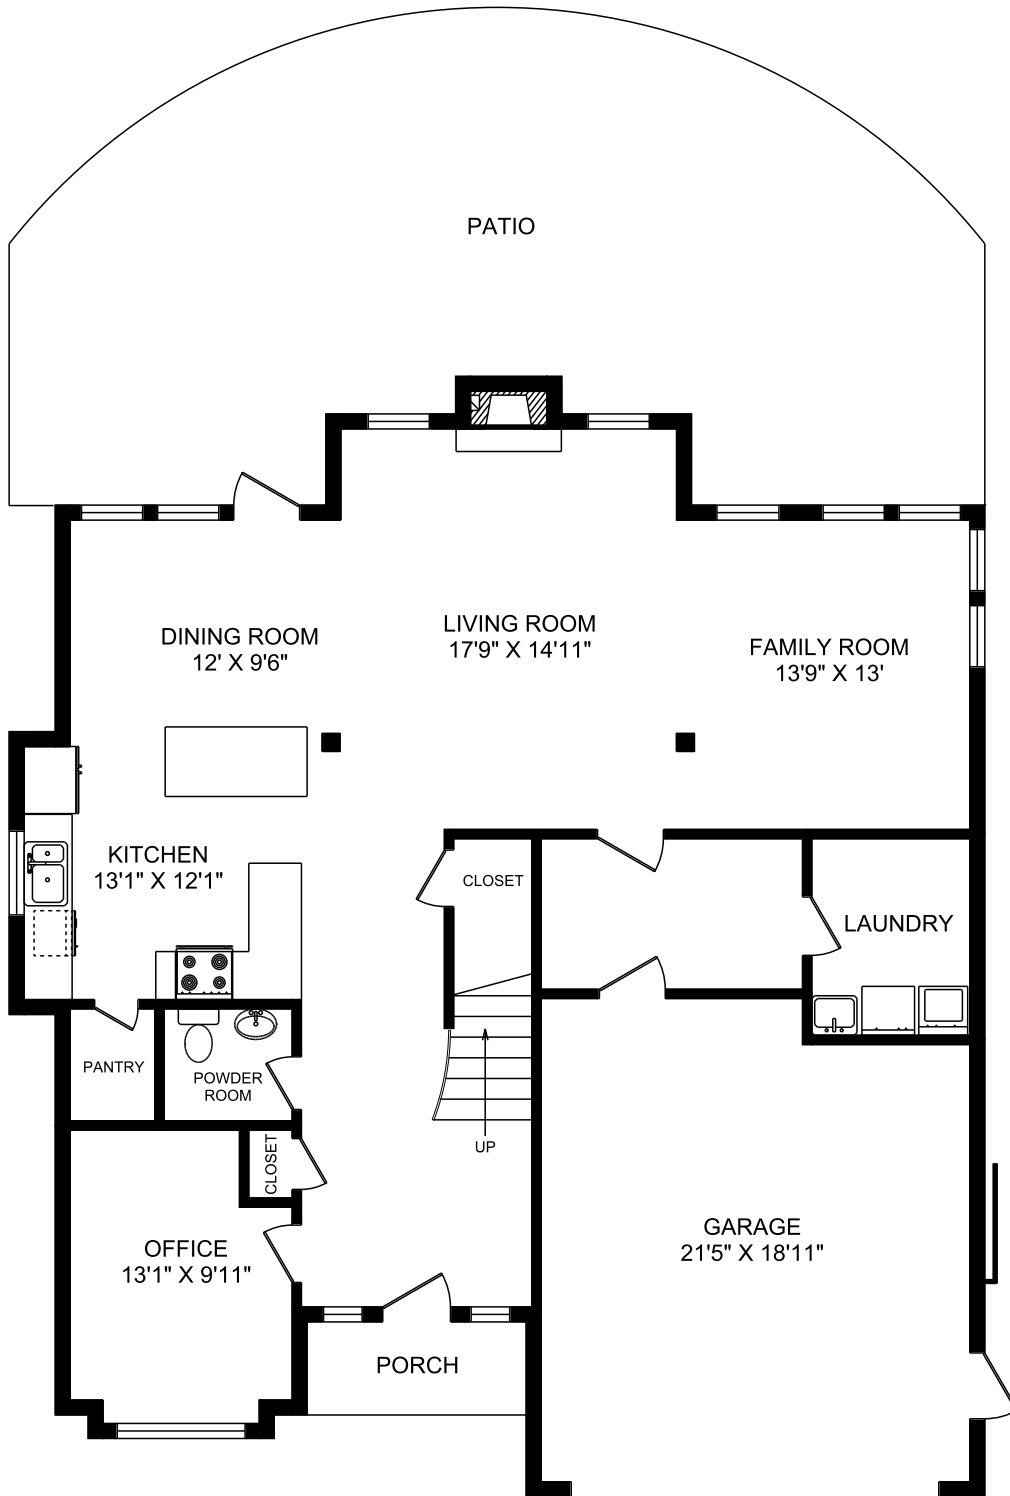 PATIO
DINING ROOM
12' X 9'6"
LIVING ROOM
17'9" X 14'11"
FAMILY ROOM
13'9" X 13'
KITCHEN
13'1" X 12'1"
CLOSET
LAUNDRY
PANTRY
POWDER
ROOM
UP
CLOSET
OFFICE
13'1" X 9'11"
GARAGE
21'5" X 18'11"
PORCH